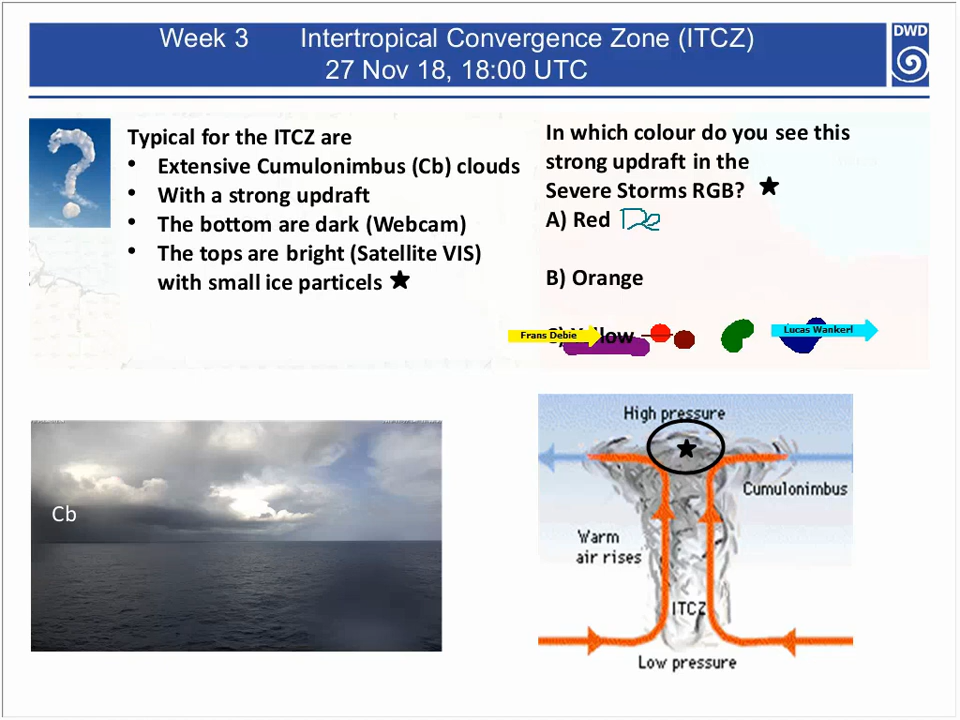 Week 3 Intertropical Convergence Zone (ITCZ)
27 Nov 18, 18:00 UTC
DWD
Typical for the ITCZ are
• Extensive Cumulonimbus (Cb) clouds
• With a strong updraft
• The bottom are dark (Webcam)
• The tops are bright (Satellite VIS)
with small ice particels
In which colour do you see this
strong updraft in the
Severe Storms RGB?
A) Red
B) Orange
C) Yellow
Frans Debie
Lucas Wankerl
Cb
High pressure
Cumulonimbus
Warm
air rises
ITCZ
Low pressure